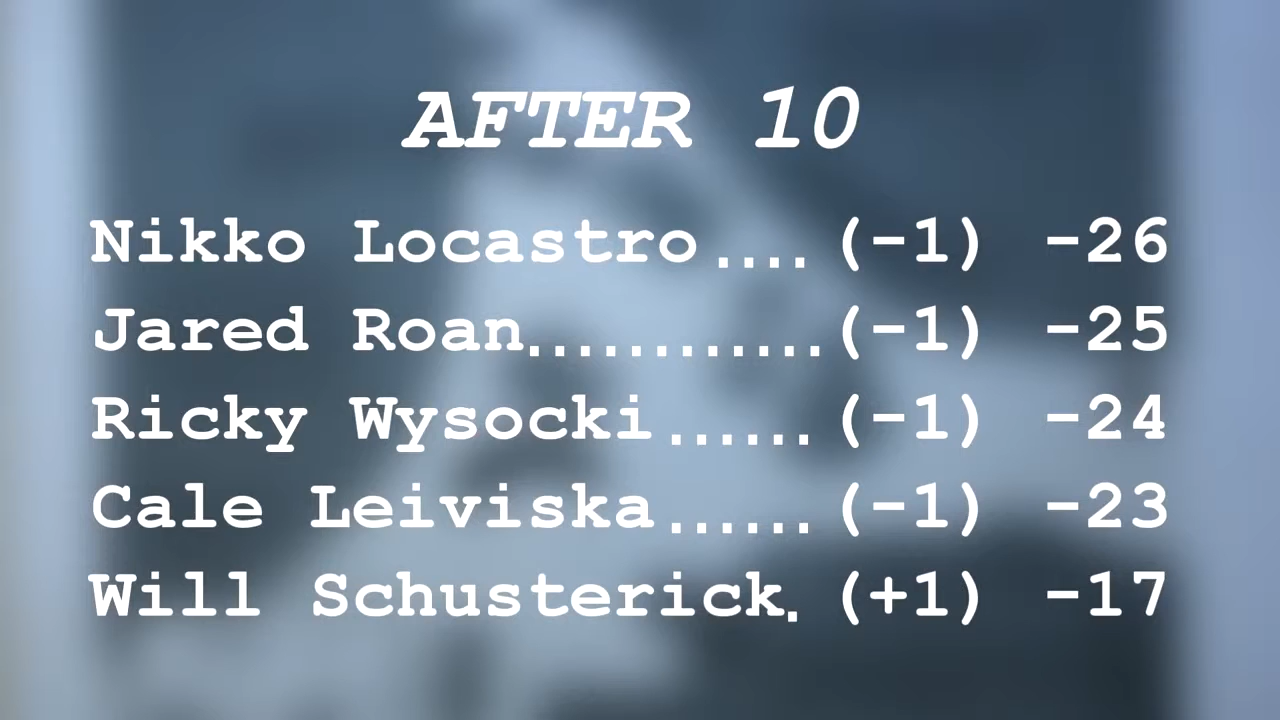 AFTER 10
Nikko Locastro .... (-1) -26
Jared Roan............(-1) -25
Ricky Wysocki ...... (-1) -24
Cale Leiviska ...... (-1) -23
Will Schusterick. (+1) -17